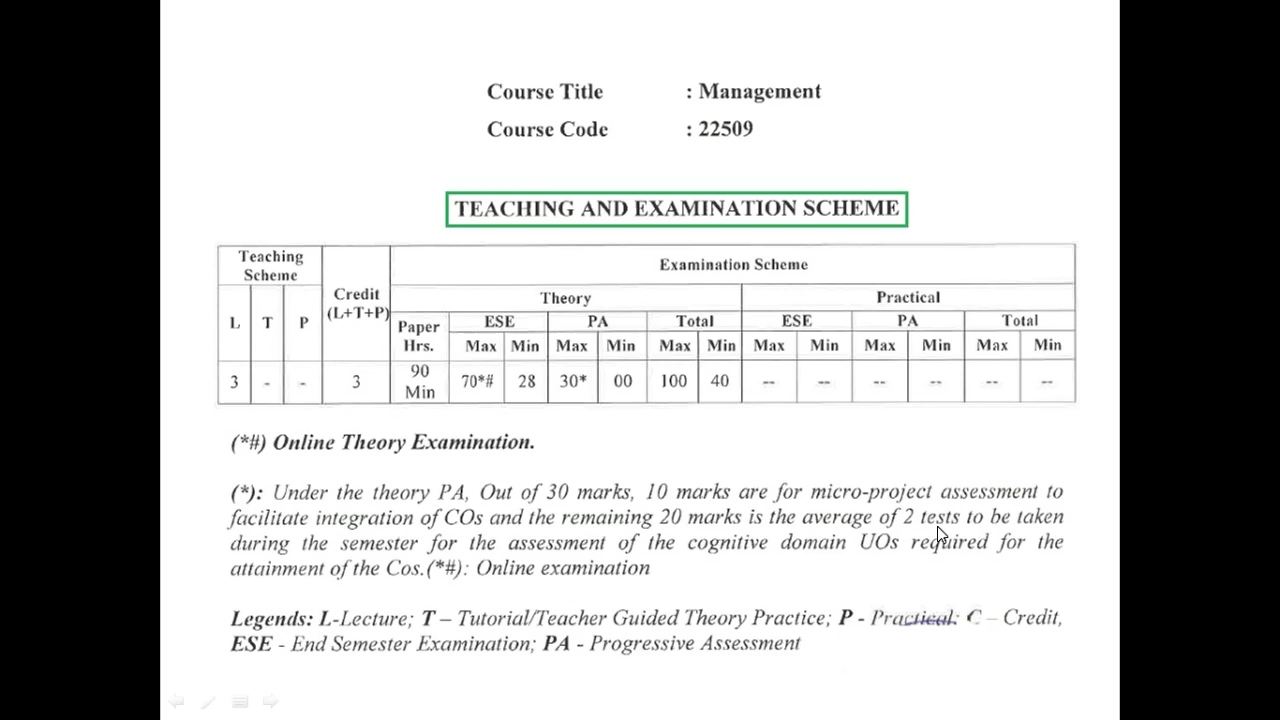 Course Title : Management
Course Code : 22509
TEACHING AND EXAMINATION SCHEME
Teaching Scheme Credit (L+T+P) Examination Scheme
L T P Theory Practical
Paper Hrs. ESE PA Total ESE PA Total
Max Min Max Min Max Min Max Min Max Min Max Min
3 - - 3 90 Min 70*# 28 30* 00 100 40 -- -- -- -- -- --
(*#) Online Theory Examination.
(*): Under the theory PA, Out of 30 marks, 10 marks are for micro-project assessment to
facilitate integration of COs and the remaining 20 marks is the average of 2 tests to be taken
during the semester for the assessment of the cognitive domain UOs required for the
attainment of the Cos.(*#): Online examination
Legends: L-Lecture; T – Tutorial/Teacher Guided Theory Practice; P - Practical; C – Credit,
ESE - End Semester Examination; PA - Progressive Assessment